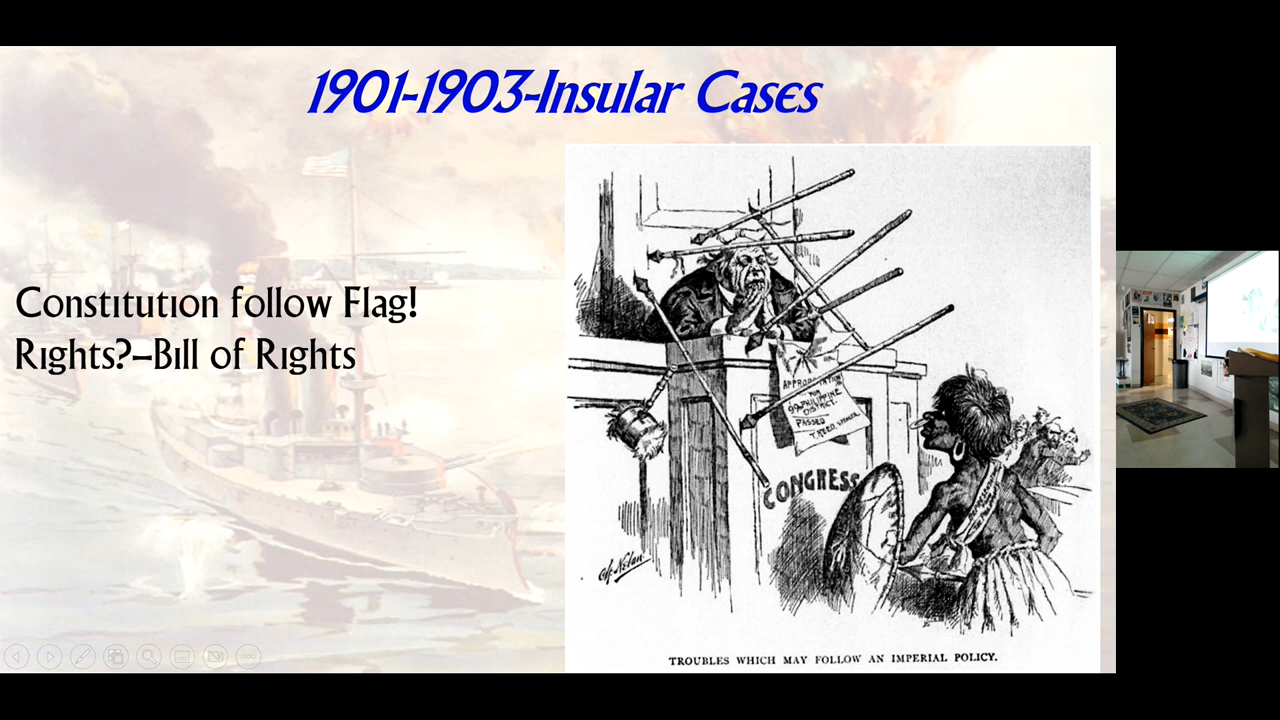 1901-1903-Insular Cases
Constitution follow Flag!
Rights?—Bill of Rights
APPROPRIATION
FOR
PHILIPPINE
DISTRICT.
PASSED
T. REED,
CONGRESS
TROUBLES WHICH MAY FOLLOW AN IMPERIAL POLICY.